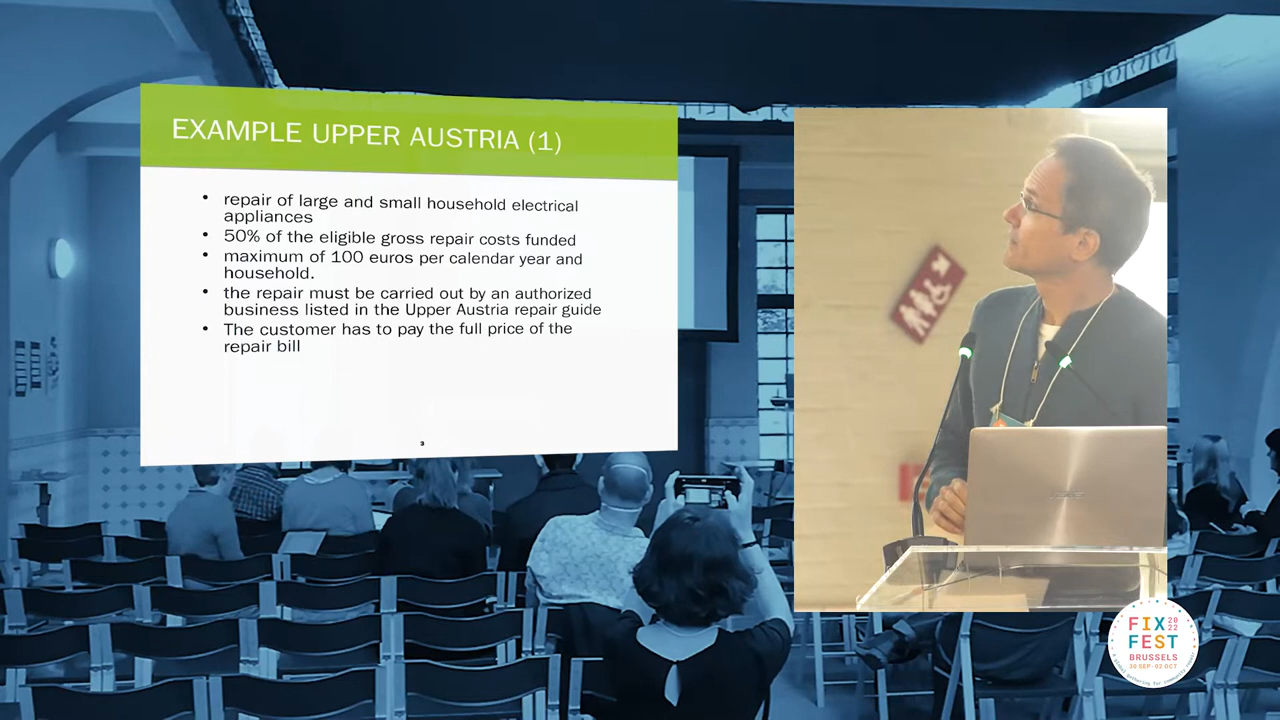 EXAMPLE UPPER AUSTRIA (1)
• repair of large and small household electrical
appliances
• 50% of the eligible gross repair costs funded
• maximum of 100 euros per calendar year and
household.
• the repair must be carried out by an authorized
business listed in the Upper Austria repair guide
• The customer has to pay the full price of the
repair bill
3
FIX 20
22
FEST
BRUSSELS
30 SEP-02 OCT